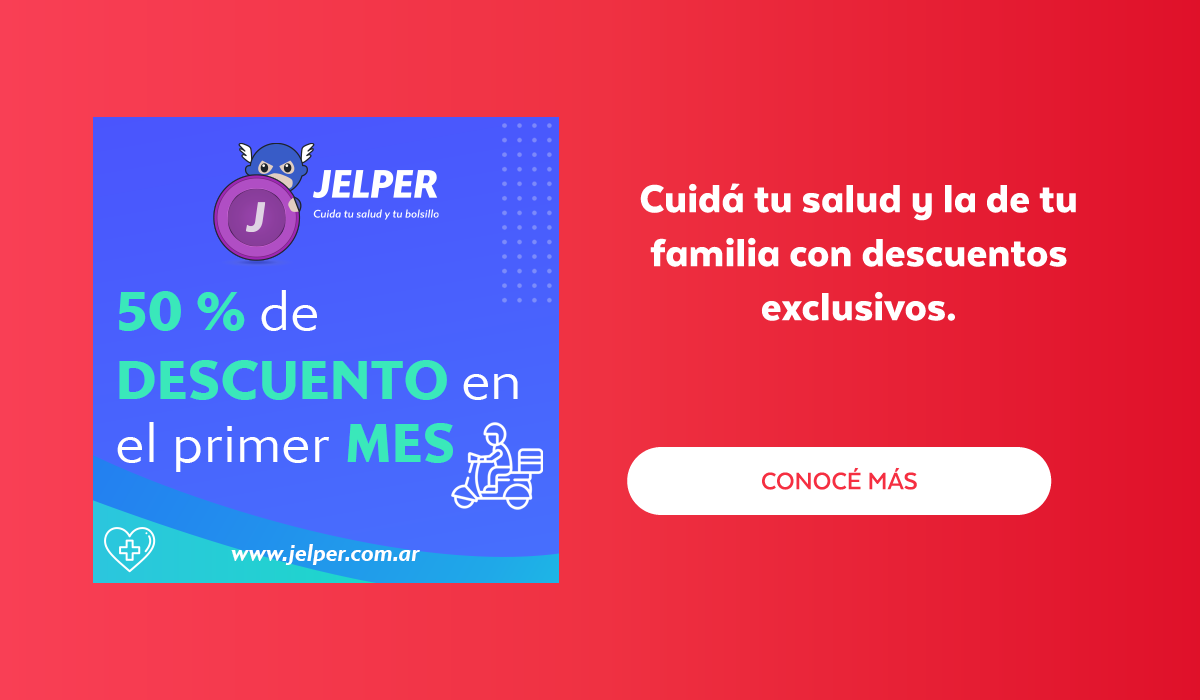 J
JELPER
Cuida tu salud y tu bolsillo
50 % de
DESCUENTO en
el primer MES
www.jelper.com.ar
Cuidá tu salud y la de tu
familia con descuentos
exclusivos.
CONOCÉ MÁS